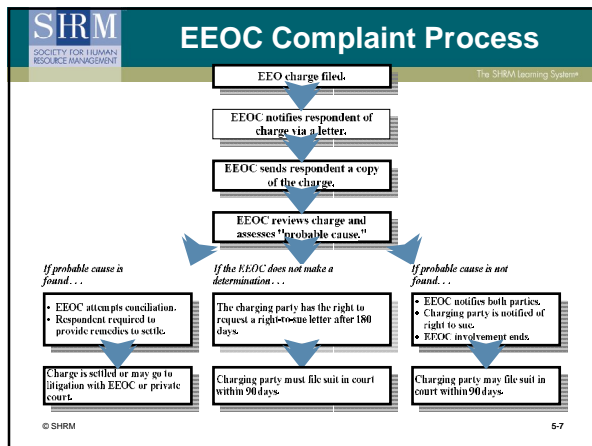 SHRM
SOCIETY FOR HUMAN
RESOURCE MANAGEMENT
EEOC Complaint Process
The SHRM Learning System®
EEO charge filed.
EEOC notifies respondent of
charge via a letter.
EEOC sends respondent a copy
of the charge.
EEOC reviews charge and
assesses "probable cause."
If probable cause is
found . . .
• EEOC attempts conciliation.
• Respondent required to
provide remedies to settle.
Charge is settled or may go to
litigation with EEOC or private
court.
If the EEOC does not make a
determination . . .
The charging party has the right to
request a right-to-sue letter after 180
days.
Charging party must file suit in court
within 90 days.
If probable cause is not
found . . .
• EEOC notifies both parties.
• Charging party is notified of
right to sue.
• EEOC involvement ends.
Charging party may file suit in
court within 90 days.
© SHRM
5-7